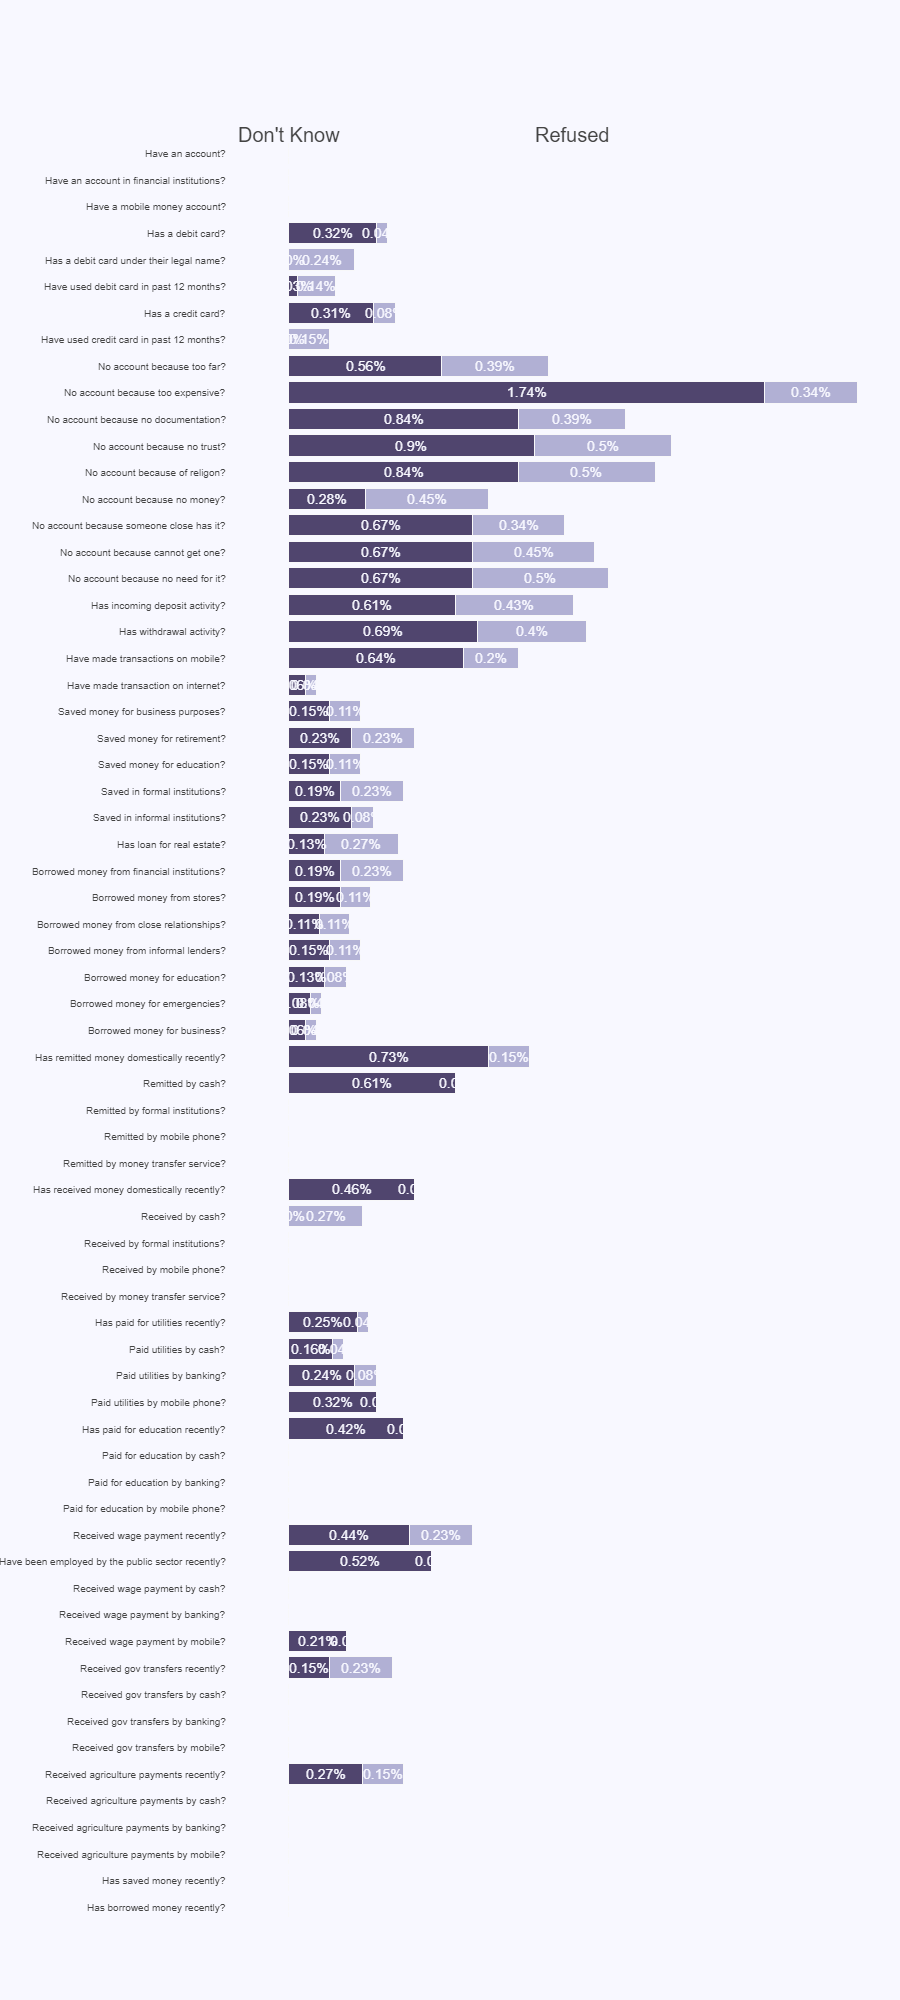 Don't Know Refused
Have an account?
Have an account in financial institutions?
Have a mobile money account?
Has a debit card? 0.32% 0.04
Has a debit card under their legal name? 0.24%
Have used debit card in past 12 months?
Has a credit card? 0.31%
Have used credit card in past 12 months?
No account because too far? 0.56% 0.39%
No account because too expensive? 1.74% 0.34%
No account because no documentation? 0.84% 0.39%
No account because no trust? 0.9% 0.5%
No account because of religon? 0.84% 0.5%
No account because no money? 0.28% 0.45%
No account because someone close has it? 0.67% 0.34%
No account because cannot get one? 0.67% 0.45%
No account because no need for it? 0.67% 0.5%
Has incoming deposit activity? 0.61% 0.43%
Has withdrawal activity? 0.69% 0.4%
Have made transactions on mobile? 0.64% 0.2%
Have made transaction on internet?
Saved money for business purposes? 0.15% 0.11%
Saved money for retirement? 0.23% 0.23%
Saved money for education? 0.15% 0.11%
Saved in formal institutions? 0.19% 0.23%
Saved in informal institutions? 0.23%
Has loan for real estate? 0.13% 0.27%
Borrowed money from financial institutions? 0.19% 0.23%
Borrowed money from stores? 0.19% 0.11%
Borrowed money from close relationships?
Borrowed money from informal lenders? 0.15% 0.11%
Borrowed money for education?
Borrowed money for emergencies?
Borrowed money for business?
Has remitted money domestically recently? 0.73% 0.15%
Remitted by cash? 0.61%
Remitted by formal institutions?
Remitted by mobile phone?
Remitted by money transfer service?
Has received money domestically recently? 0.46%
Received by cash? 0.27%
Received by formal institutions?
Received by mobile phone?
Received by money transfer service?
Has paid for utilities recently? 0.25%
Paid utilities by cash? 0.16%
Paid utilities by banking? 0.24%
Paid utilities by mobile phone? 0.32%
Has paid for education recently? 0.42%
Paid for education by cash?
Paid for education by banking?
Paid for education by mobile phone?
Received wage payment recently? 0.44% 0.23%
Have been employed by the public sector recently? 0.52%
Received wage payment by cash?
Received wage payment by banking?
Received wage payment by mobile? 0.21%
Received gov transfers recently? 0.15% 0.23%
Received gov transfers by cash?
Received gov transfers by banking?
Received gov transfers by mobile?
Received agriculture payments recently? 0.27% 0.15%
Received agriculture payments by cash?
Received agriculture payments by banking?
Received agriculture payments by mobile?
Has saved money recently?
Has borrowed money recently?